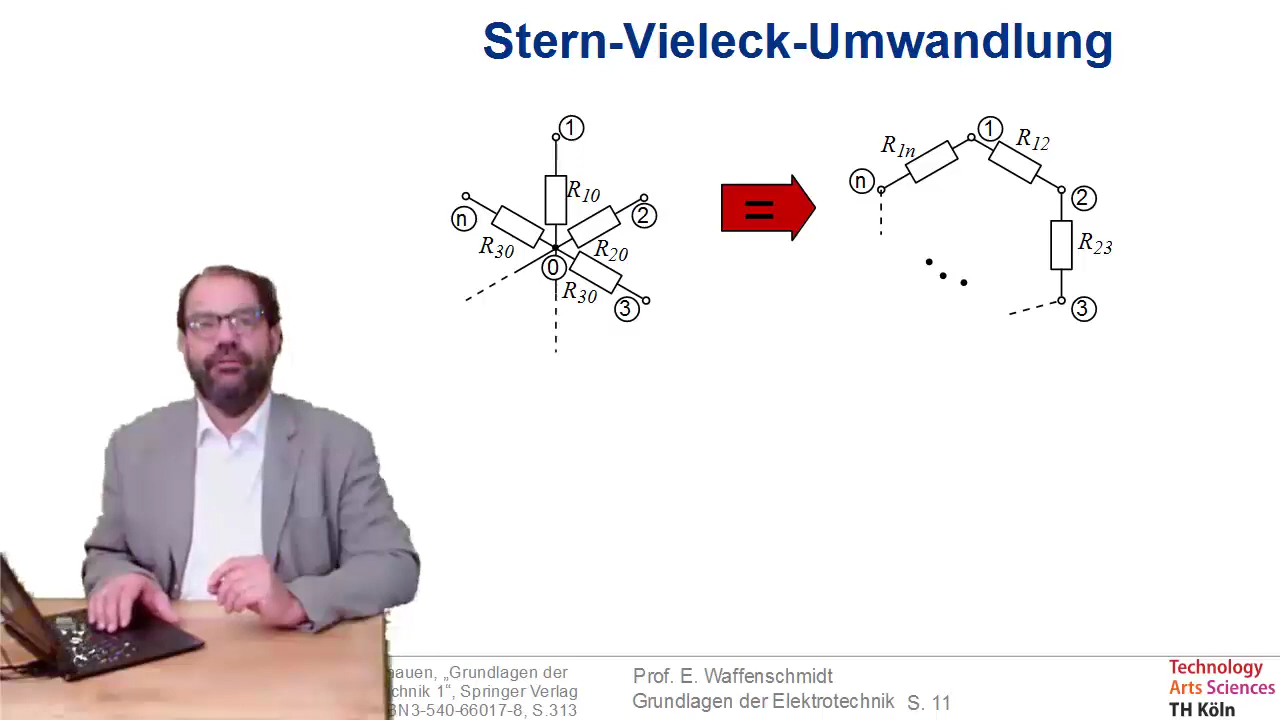 Stern-Vieleck-Umwandlung
1
R10
n
2
R30
R20
0
R30
3
=
1
R1n
R12
n
2
R23
3
hauen, „Grundlagen der
chnik 1“, Springer Verlag
BN3-540-66017-8, S.313
Prof. E. Waffenschmidt
Grundlagen der Elektrotechnik S. 11
Technology
Arts Sciences
TH Köln